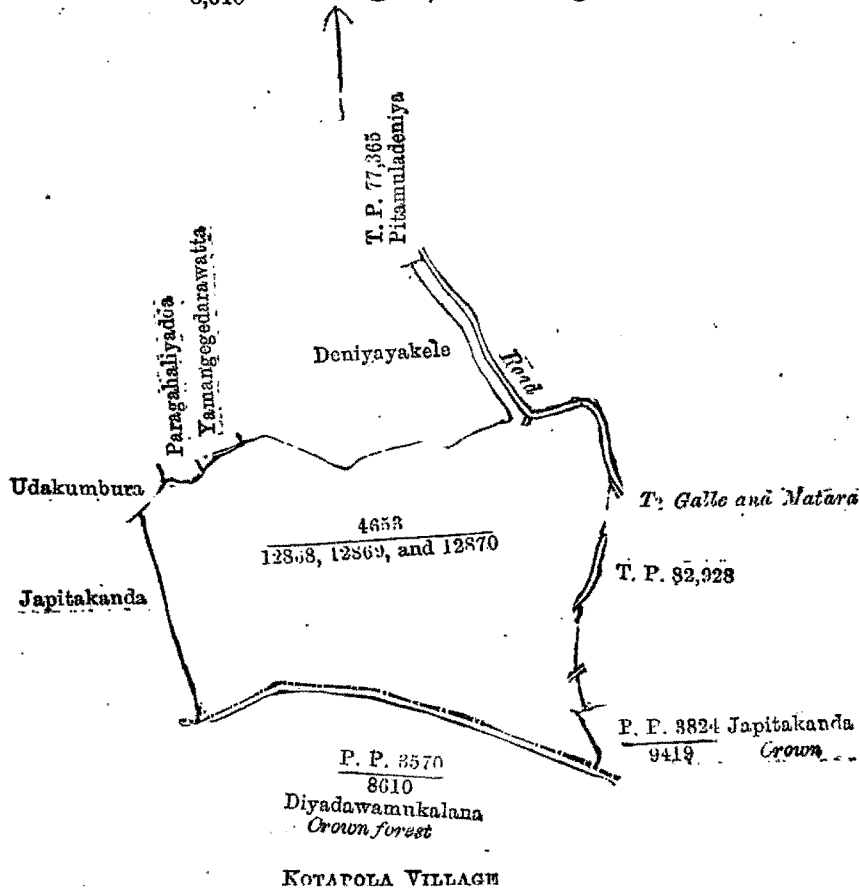 T. P. 77,365
Pitamuladeniya
Paragahaliyadda
Yamangegedarawatta
Deniyayakele
Road
Udakumbura
To Galle and Matara
4653
12868, 12869, and 12870
T. P. 82,928
Japitakanda
P. P. 3824 Japitakanda
9419 Crown
P. P. 3570
8610
Diyadawamukalana
Crown forest
KOTAPOLA VILLAGE